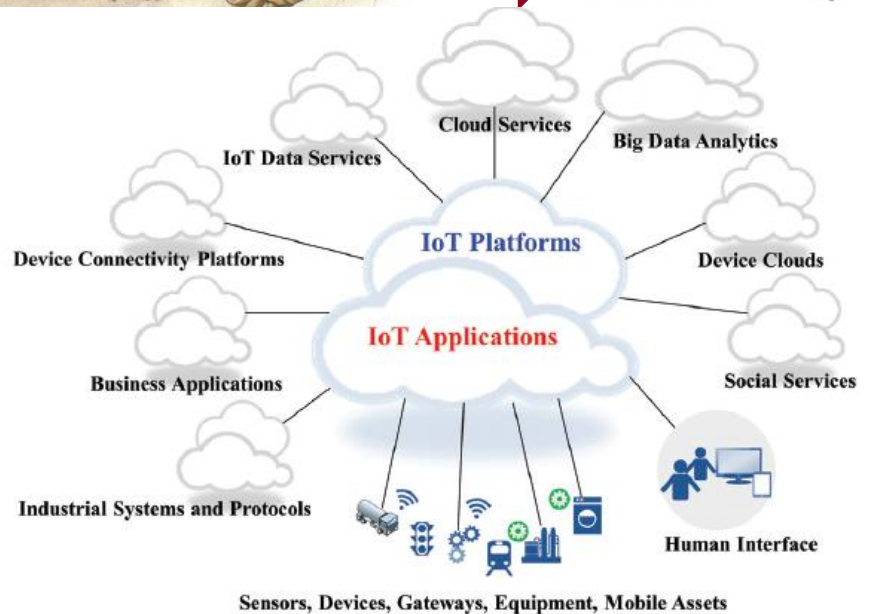 Cloud Services
Big Data Analytics
IoT Data Services
IoT Platforms
Device Connectivity Platforms
Device Clouds
IoT Applications
Business Applications
Social Services
Industrial Systems and Protocols
Human Interface
Sensors, Devices, Gateways, Equipment, Mobile Assets